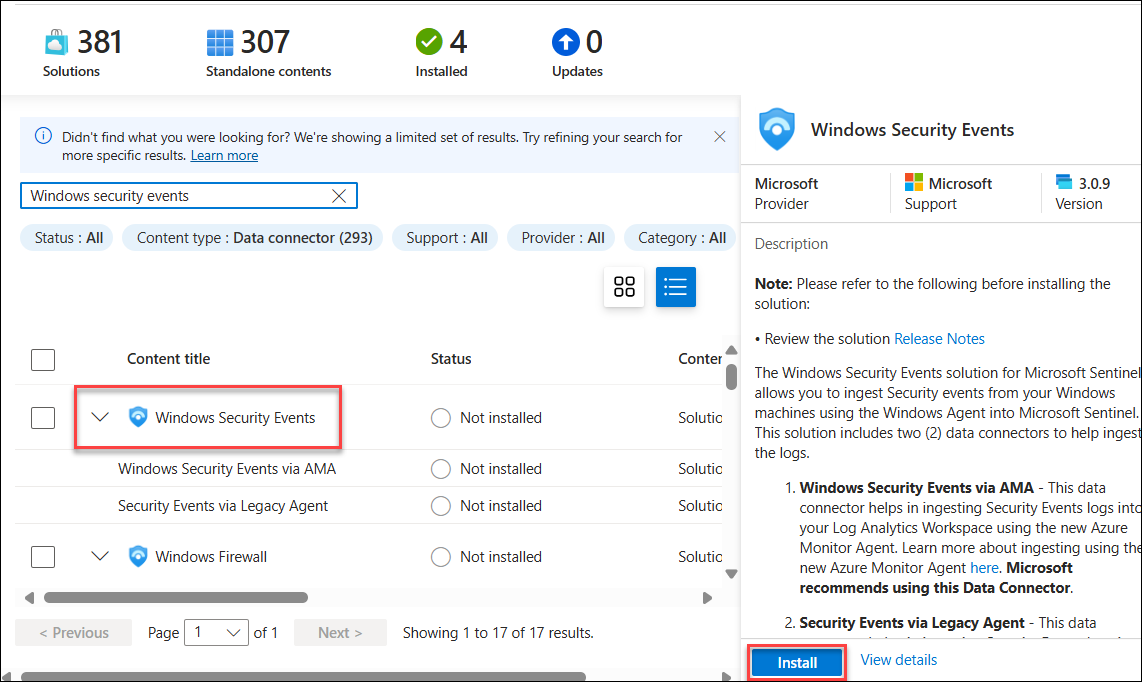 381
Solutions
307
Standalone contents
4
Installed
0
Updates
Didn't find what you were looking for? We're showing a limited set of results. Try refining your search for
more specific results. Learn more
Windows security events
Status : All
Content type : Data connector (293)
Support : All
Provider : All
Category : All
Content title
Status
Conter
Windows Security Events
Not installed
Solutio
Windows Security Events via AMA
Not installed
Solutio
Security Events via Legacy Agent
Not installed
Solutio
Windows Firewall
Not installed
Solutio
< Previous
Page 1 of 1
Next >
Showing 1 to 17 of 17 results.
Windows Security Events
Microsoft
Provider
Microsoft
Support
3.0.9
Version
Description
Note: Please refer to the following before installing the
solution:
• Review the solution Release Notes
The Windows Security Events solution for Microsoft Sentinel
allows you to ingest Security events from your Windows
machines using the Windows Agent into Microsoft Sentinel.
This solution includes two (2) data connectors to help ingest
the logs.
1. Windows Security Events via AMA - This data
connector helps in ingesting Security Events logs into
your Log Analytics Workspace using the new Azure
Monitor Agent. Learn more about ingesting using the
new Azure Monitor Agent here. Microsoft
recommends using this Data Connector.
2. Security Events via Legacy Agent - This data
Install
View details